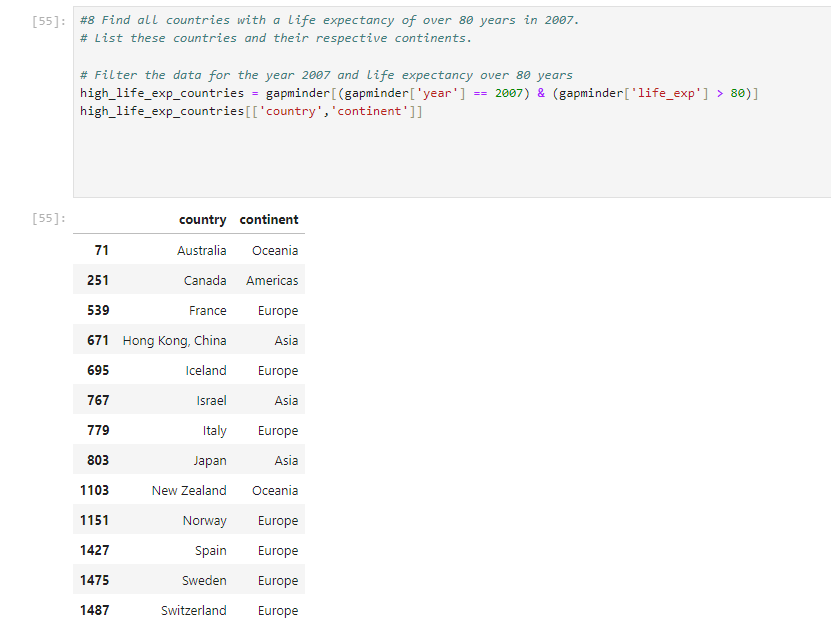 [55]: #8 Find all countries with a life expectancy of over 80 years in 2007.
# List these countries and their respective continents.
# Filter the data for the year 2007 and life expectancy over 80 years
high_life_exp_countries = gapminder[(gapminder['year'] == 2007) & (gapminder['life_exp'] > 80)]
high_life_exp_countries[['country','continent']]
[55]: country continent
71 Australia Oceania
251 Canada Americas
539 France Europe
671 Hong Kong, China Asia
695 Iceland Europe
767 Israel Asia
779 Italy Europe
803 Japan Asia
1103 New Zealand Oceania
1151 Norway Europe
1427 Spain Europe
1475 Sweden Europe
1487 Switzerland Europe